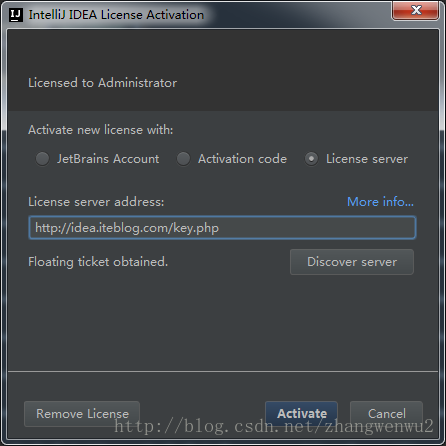 IJ IntelliJ IDEA License Activation
Licensed to Administrator
Activate new license with:
JetBrains Account Activation code License server
License server address: More info...
http://idea.iteblog.com/key.php
Floating ticket obtained. Discover server
Remove License Activate Cancel
http://blog.csdn.net/zhangwenwu2